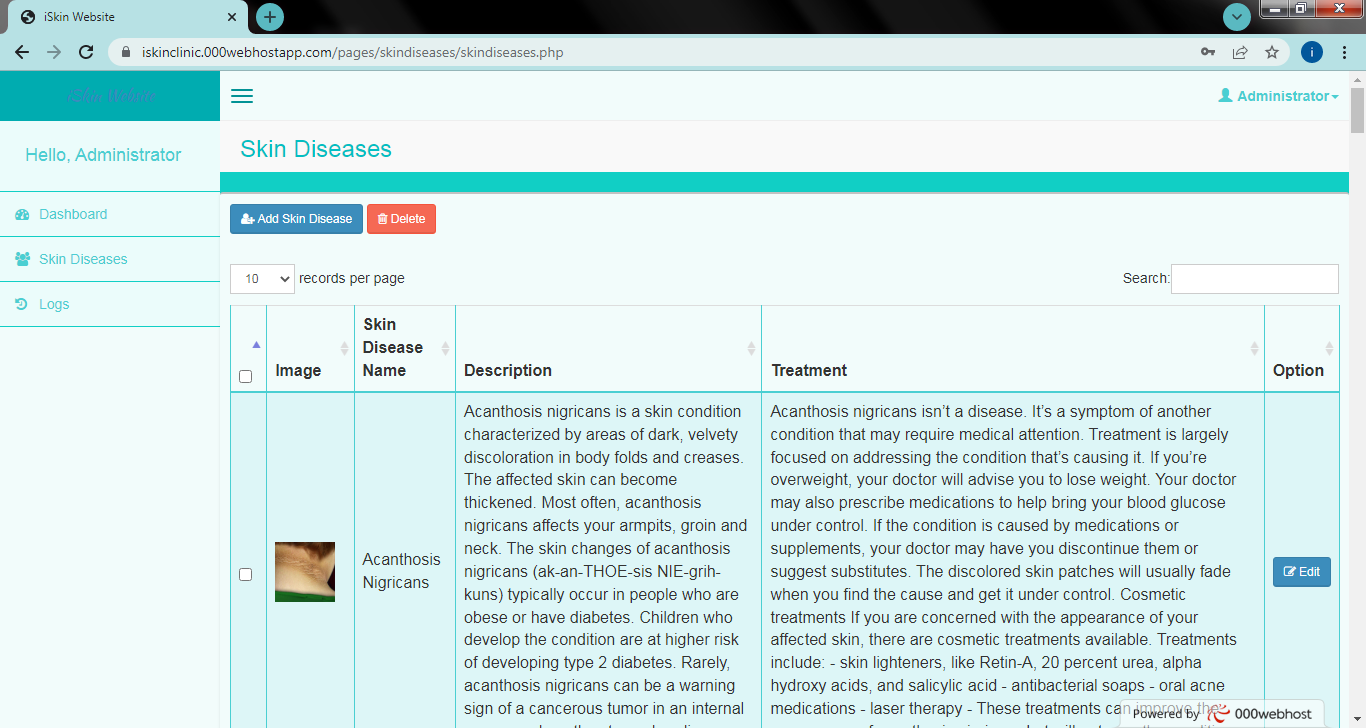 iSkin Website
iskinclinic.000webhostapp.com/pages/skindiseases/skindiseases.php
i
iSkin Website
Administrator
Hello, Administrator
Skin Diseases
Dashboard
Skin Diseases
Logs
Add Skin Disease
Delete
10 records per page
Search:
Image
Skin
Disease
Name
Description
Treatment
Option
Acanthosis
Nigricans
Acanthosis nigricans is a skin condition
characterized by areas of dark, velvety
discoloration in body folds and creases.
The affected skin can become
thickened. Most often, acanthosis
nigricans affects your armpits, groin and
neck. The skin changes of acanthosis
nigricans (ak-an-THOE-sis NIE-grih-
kuns) typically occur in people who are
obese or have diabetes. Children who
develop the condition are at higher risk
of developing type 2 diabetes. Rarely,
acanthosis nigricans can be a warning
sign of a cancerous tumor in an internal
Acanthosis nigricans isn’t a disease. It’s a symptom of another
condition that may require medical attention. Treatment is largely
focused on addressing the condition that’s causing it. If you’re
overweight, your doctor will advise you to lose weight. Your doctor
may also prescribe medications to help bring your blood glucose
under control. If the condition is caused by medications or
supplements, your doctor may have you discontinue them or
suggest substitutes. The discolored skin patches will usually fade
when you find the cause and get it under control. Cosmetic
treatments If you are concerned with the appearance of your
affected skin, there are cosmetic treatments available. Treatments
include: - skin lighteners, like Retin-A, 20 percent urea, alpha
hydroxy acids, and salicylic acid - antibacterial soaps - oral acne
medications - laser therapy - These treatments can improve the
Edit
Powered by 000webhost